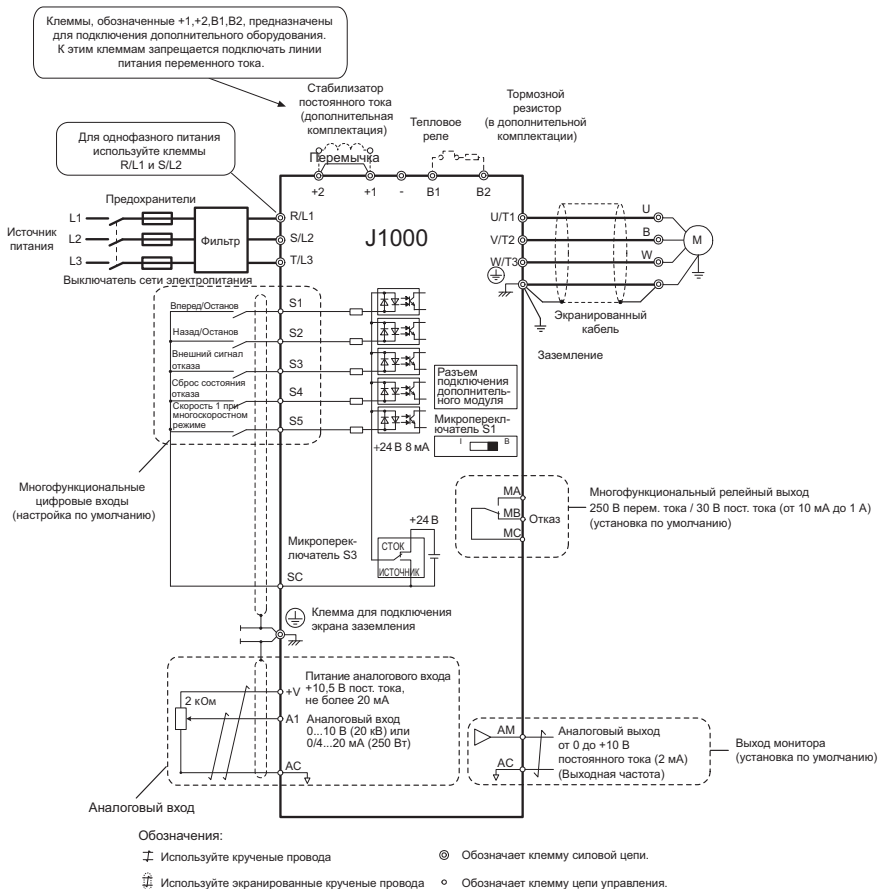 Клеммы, обозначенные +1,+2,B1,B2, предназначены
для подключения дополнительного оборудования.
К этим клеммам запрещается подключать линии
питания переменного тока.
Стабилизатор
постоянного тока
(дополнительная
комплектация)
Тепловое
реле
Тормозной
резистор
(в дополнительной
комплектации)
Для однофазного питания
используйте клеммы
R/L1 и S/L2
Перемычка
+2
+1
-
B1
B2
Предохранители
Источник
питания
L1
L2
L3
Фильтр
R/L1
S/L2
T/L3
J1000
U/T1
V/T2
W/T3
U
В
W
M
Выключатель сети электропитания
Экранированный
кабель
Заземление
Вперед/Останов
S1
Назад/Останов
S2
Внешний сигнал
отказа
S3
Сброс состояния
отказа
S4
Скорость 1 при
многоскоростном
режиме
S5
Разъем
подключения
дополнитель-
ного модуля
Микроперекл-
ючатель S1
I
В
+24 В 8 мА
Многофункциональные
цифровые входы
(настройка по умолчанию)
MA
MB
MC
Отказ
Многофункциональный релейный выход
250 В перем. тока / 30 В пост. тока (от 10 мА до 1 А)
(установка по умолчанию)
+24 В
Микроперек-
лючатель S3
СТОК
ИСТОЧНИК
SC
Клемма для подключения
экрана заземления
2 кОм
+V
Питание аналогового входа
+10,5 В пост. тока,
не более 20 мА
A1
Аналоговый вход
0...10 В (20 кВ) или
0/4...20 мА (250 Вт)
AC
Аналоговый вход
AM
AC
Аналоговый выход
от 0 до +10 В
постоянного тока (2 мА)
(Выходная частота)
Выход монитора
(установка по умолчанию)
Обозначения:
Используйте крученые провода
Обозначает клемму силовой цепи.
Используйте экранированные крученые провода
Обозначает клемму цепи управления.